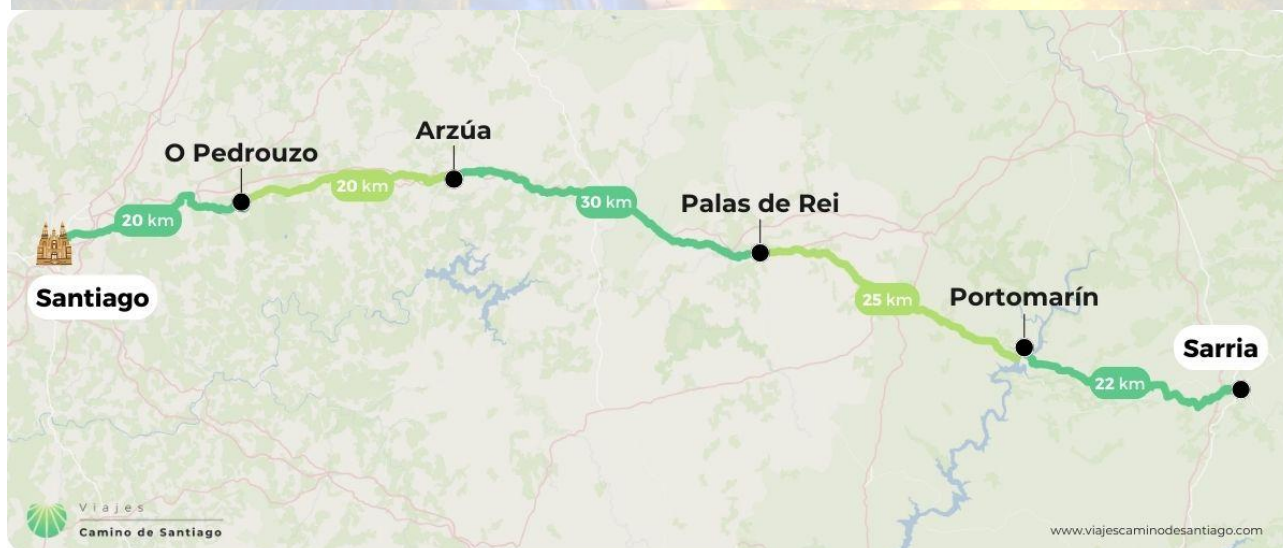 Arzúa
O Pedrouzo
20 km
30 km
Palas de Rei
20 km
Santiago
25 km
Portomarín
Sarria
22 km
Viajes
Camino de Santiago
www.viajescaminodesantiago.com